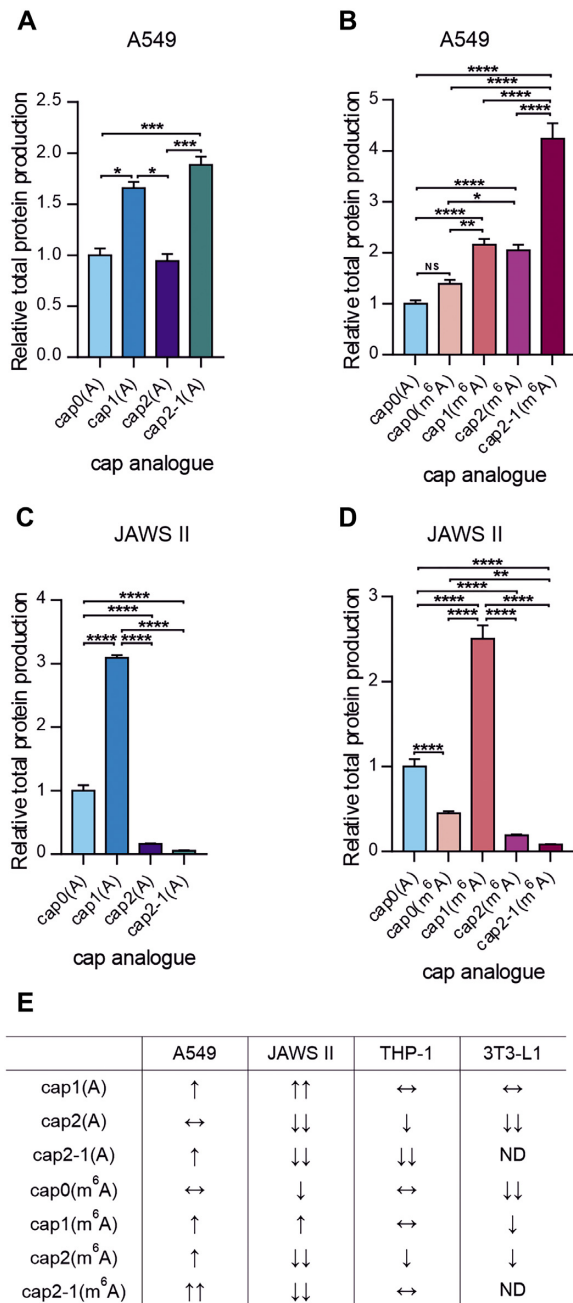 A
A549
Relative total protein production
2.5
2.0
1.5
1.0
0.5
0.0
***
***
*
*
cap0(A)
cap1(A)
cap2(A)
cap2-1(A)
cap analogue
B
A549
Relative total protein production
5
4
3
2
1
0
****
****
****
****
****
*
****
**
NS
cap0(A)
cap0(m⁶A)
cap1(m⁶A)
cap2(m⁶A)
cap2-1(m⁶A)
cap analogue
C
JAWS II
Relative total protein production
4
3
2
1
0
****
****
****
**** ****
cap0(A)
cap1(A)
cap2(A)
cap2-1(A)
cap analogue
D
JAWS II
Relative total protein production
3
2
1
0
****
**
****
**** ****
**** ****
****
cap0(A)
cap0(m⁶A)
cap1(m⁶A)
cap2(m⁶A)
cap2-1(m⁶A)
cap analogue
E
A549 JAWS II THP-1 3T3-L1
cap1(A) ↑ ↑↑ ↔ ↔
cap2(A) ↔ ↓↓ ↓ ↓↓
cap2-1(A) ↑ ↓↓ ↓↓ ND
cap0(m⁶A) ↔ ↓ ↔ ↓↓
cap1(m⁶A) ↑ ↑ ↔ ↓
cap2(m⁶A) ↑ ↓↓ ↓ ↓
cap2-1(m⁶A) ↑↑ ↓↓ ↔ ND